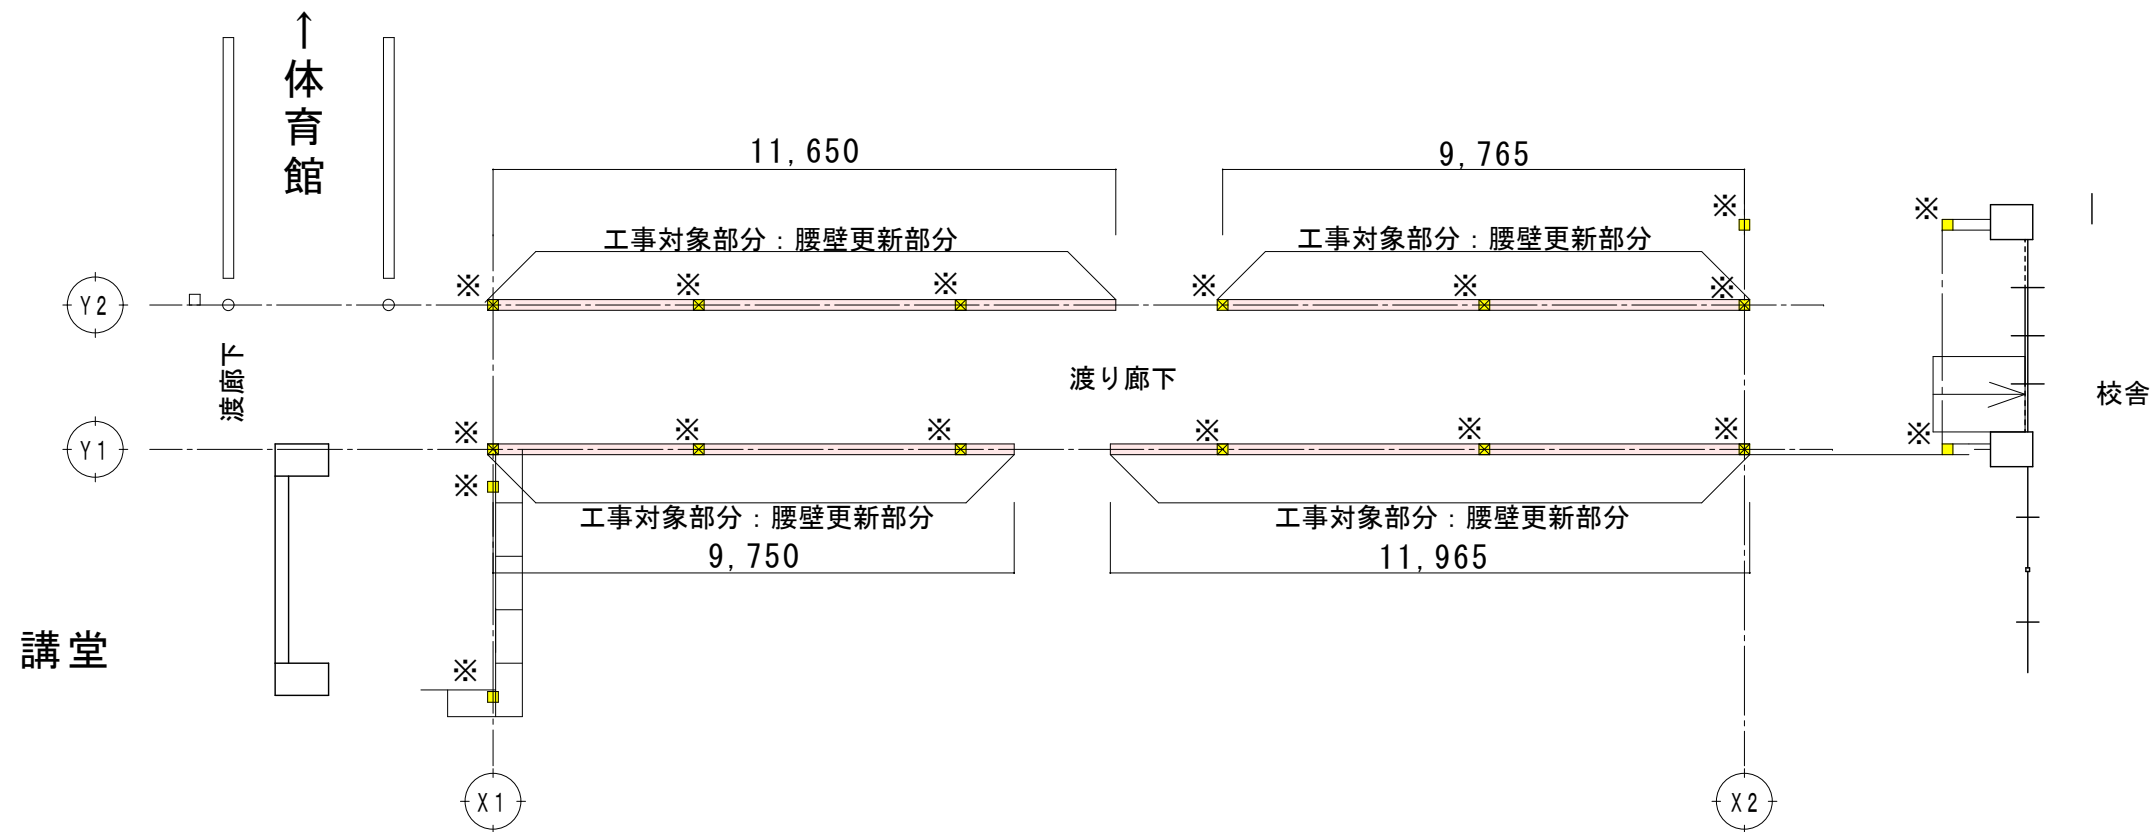 ↑体育館
11,650
9,765
※
※
工事対象部分：腰壁更新部分
工事対象部分：腰壁更新部分
※
※
※
※
※
※
Y2
渡廊下
渡り廊下
校舎
※
※
※
※
※
※
※
Y1
※
工事対象部分：腰壁更新部分
工事対象部分：腰壁更新部分
9,750
11,965
講堂
※
X1
X2